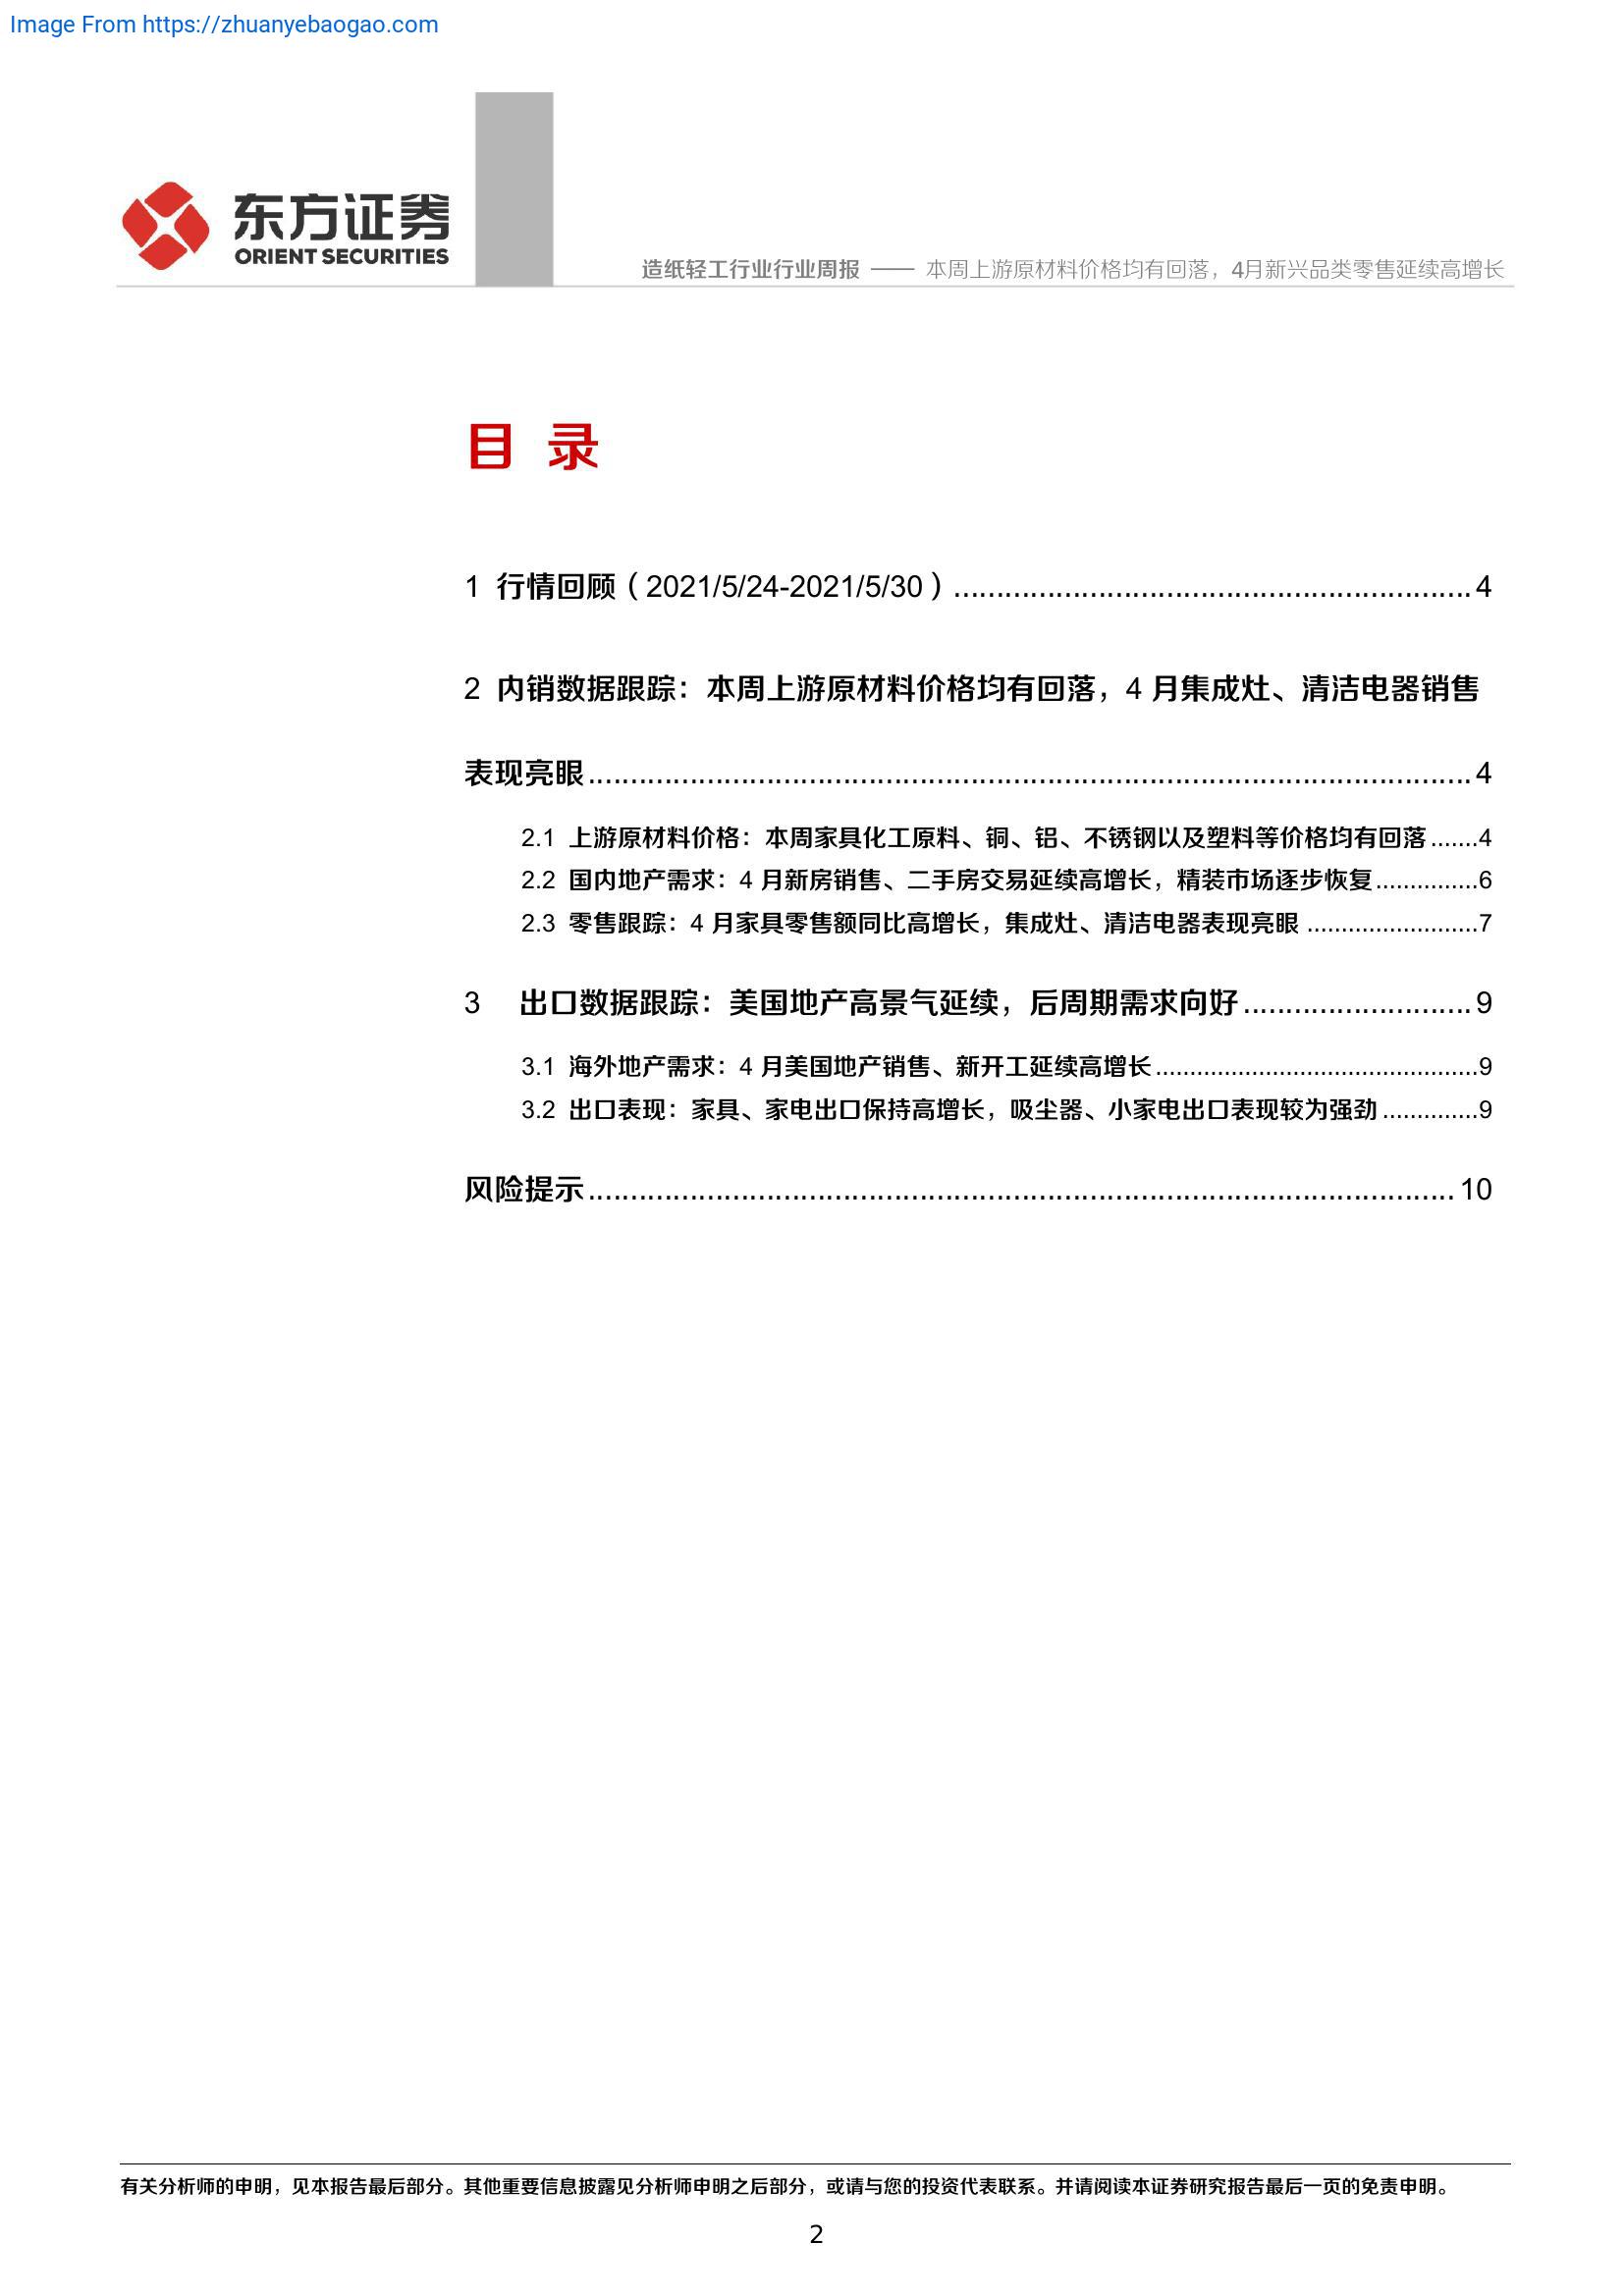 Image From https://zhuanyebaogao.com
东方证券
ORIENT SECURITIES
造纸轻工行业行业周报 —— 本周上游原材料价格均有回落，4月新兴品类零售延续高增长
目 录
1 行情回顾（2021/5/24-2021/5/30）............................................................. 4
2 内销数据跟踪：本周上游原材料价格均有回落，4 月集成灶、清洁电器销售
表现亮眼........................................................................................................ 4
2.1 上游原材料价格：本周家具化工原料、铜、铝、不锈钢以及塑料等价格均有回落.......4
2.2 国内地产需求：4 月新房销售、二手房交易延续高增长，精装市场逐步恢复...............6
2.3 零售跟踪：4 月家具零售额同比高增长，集成灶、清洁电器表现亮眼 .........................7
3 出口数据跟踪：美国地产高景气延续，后周期需求向好........................... 9
3.1 海外地产需求：4 月美国地产销售、新开工延续高增长...............................................9
3.2 出口表现：家具、家电出口保持高增长，吸尘器、小家电出口表现较为强劲..............9
风险提示...................................................................................................... 10
有关分析师的申明，见本报告最后部分。其他重要信息披露见分析师申明之后部分，或请与您的投资代表联系。并请阅读本证券研究报告最后一页的免责申明。
2